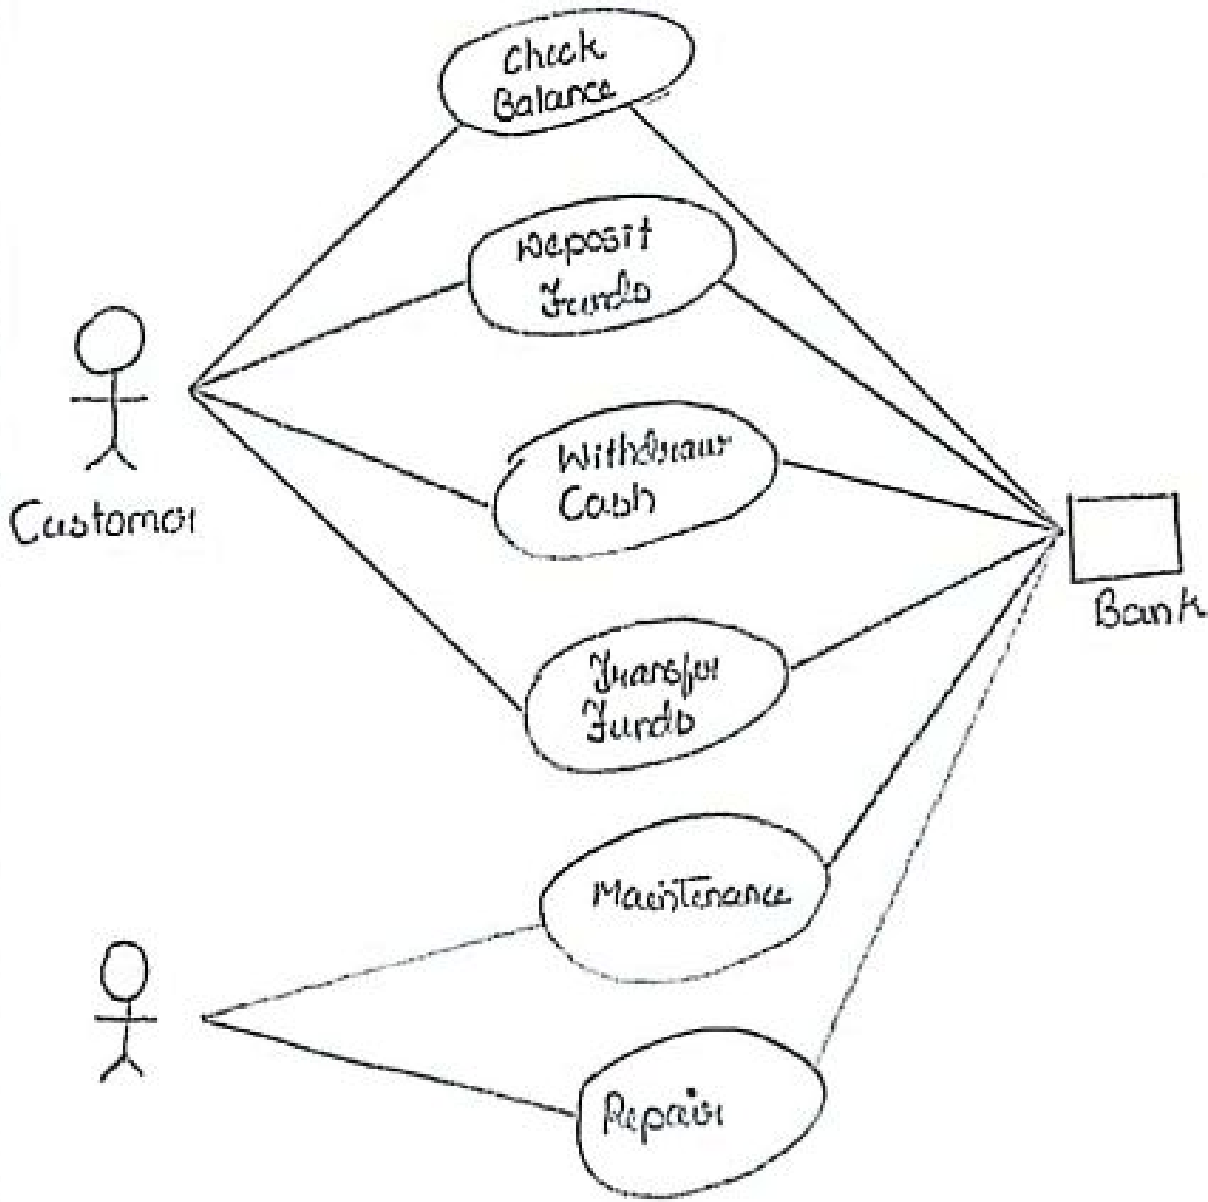 Check
Balance
Deposit
Funds
Withdraw
Cash
Customer
Bank
Transfer
Funds
Maintenance
Repair